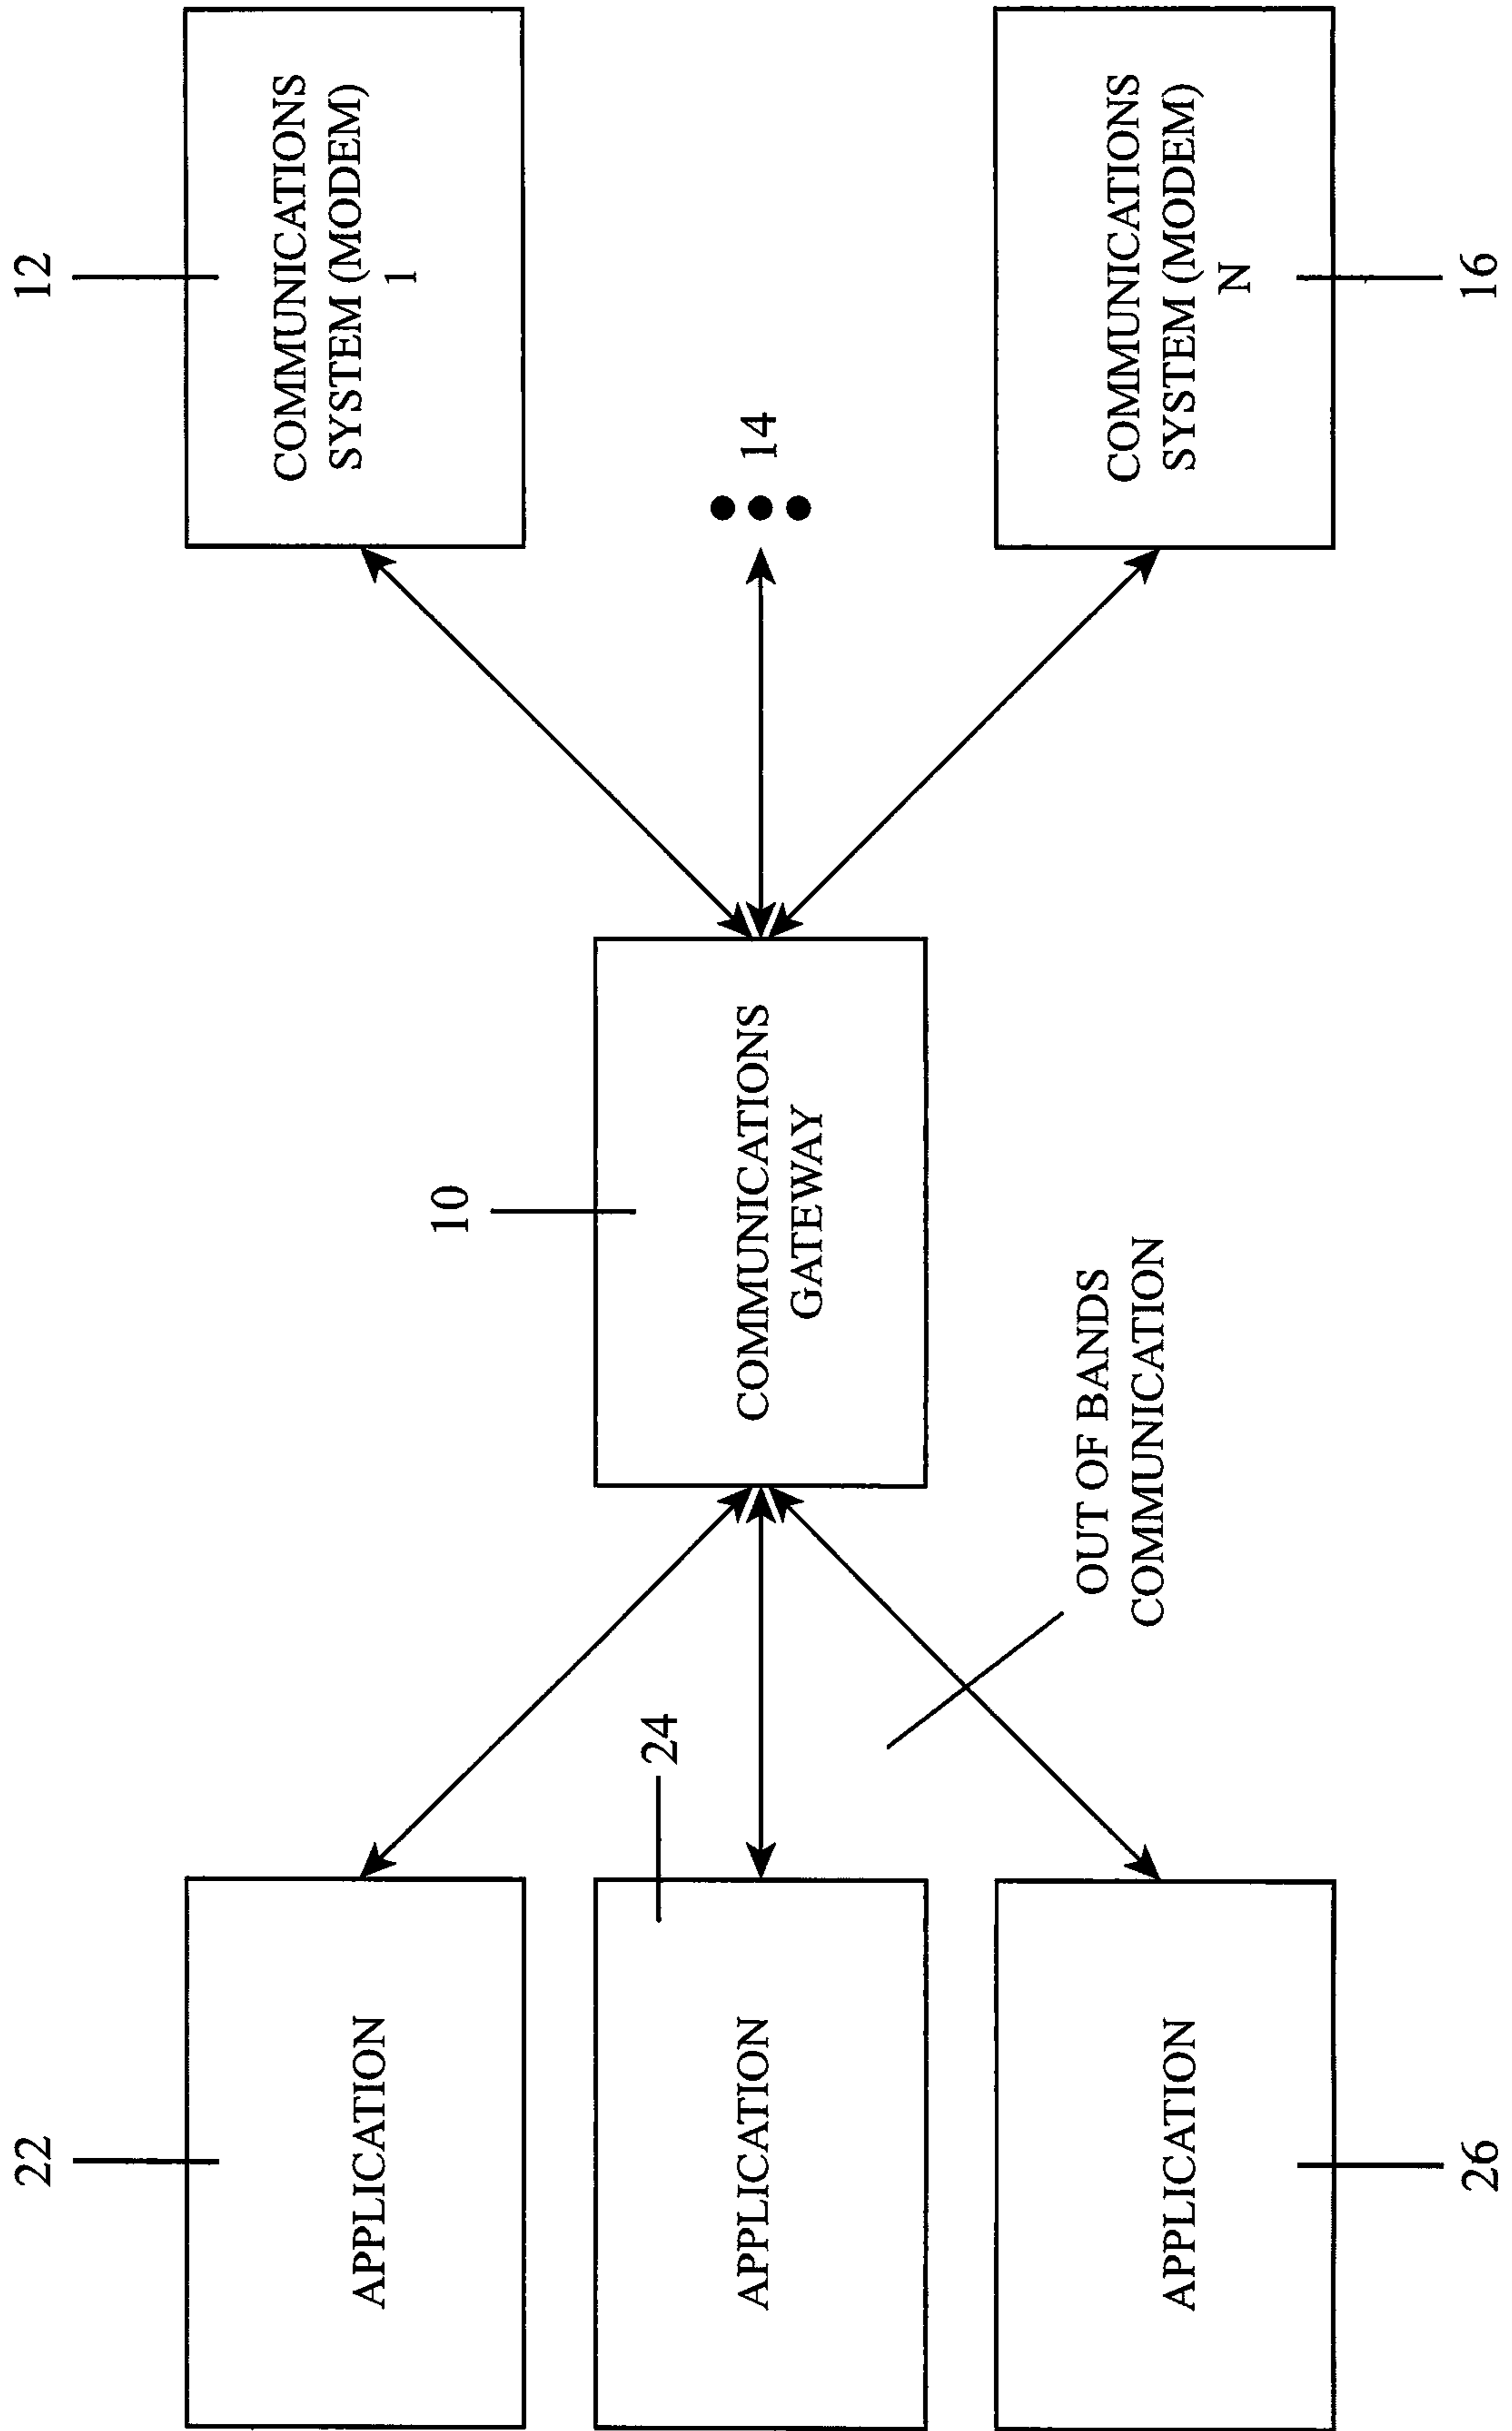 12
COMMUNICATIONS
SYSTEM (MODEM)
1
14
COMMUNICATIONS
SYSTEM (MODEM)
N
16
10
COMMUNICATIONS
GATEWAY
OUT OF BANDS
COMMUNICATION
22
APPLICATION
24
APPLICATION
APPLICATION
26